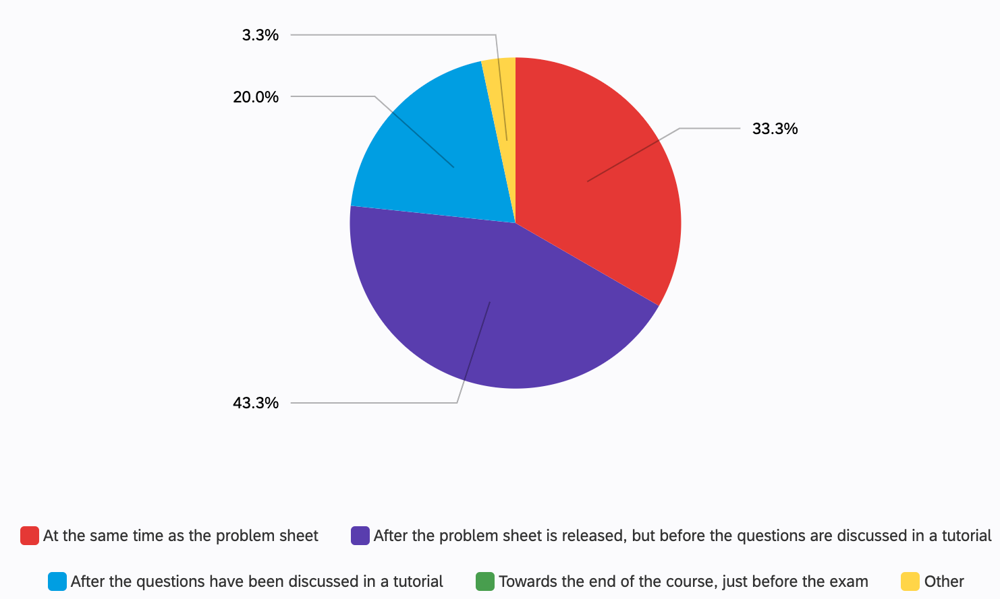 3.3%
20.0%
33.3%
43.3%
At the same time as the problem sheet
After the problem sheet is released, but before the questions are discussed in a tutorial
After the questions have been discussed in a tutorial
Towards the end of the course, just before the exam
Other